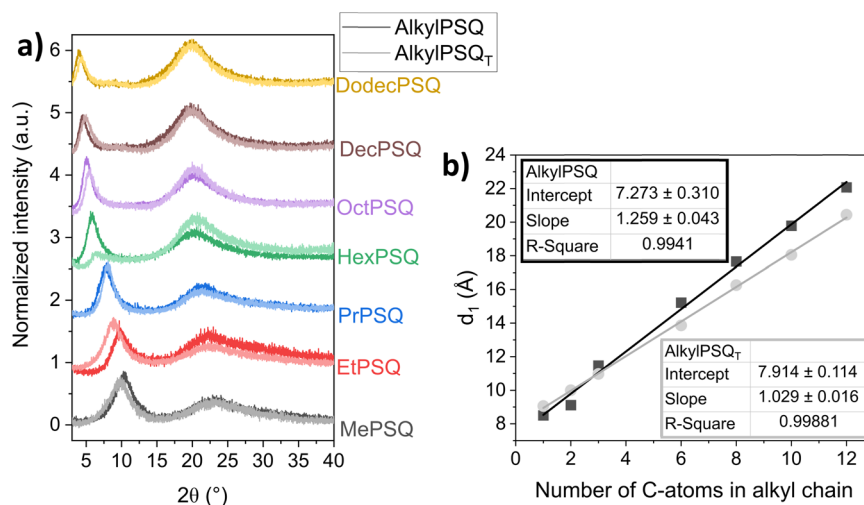 a)
AlkylPSQ
AlkylPSQT
Normalized intensity (a.u.)
6
5
4
3
2
1
0
DodecPSQ
DecPSQ
OctPSQ
HexPSQ
PrPSQ
EtPSQ
MePSQ
5 10 15 20 25 30 35 40
2θ (°)
b)
d1 (Å)
24
22
20
18
16
14
12
10
8
AlkylPSQ
Intercept 7.273 ± 0.310
Slope 1.259 ± 0.043
R-Square 0.9941
AlkylPSQT
Intercept 7.914 ± 0.114
Slope 1.029 ± 0.016
R-Square 0.99881
0 2 4 6 8 10 12
Number of C-atoms in alkyl chain